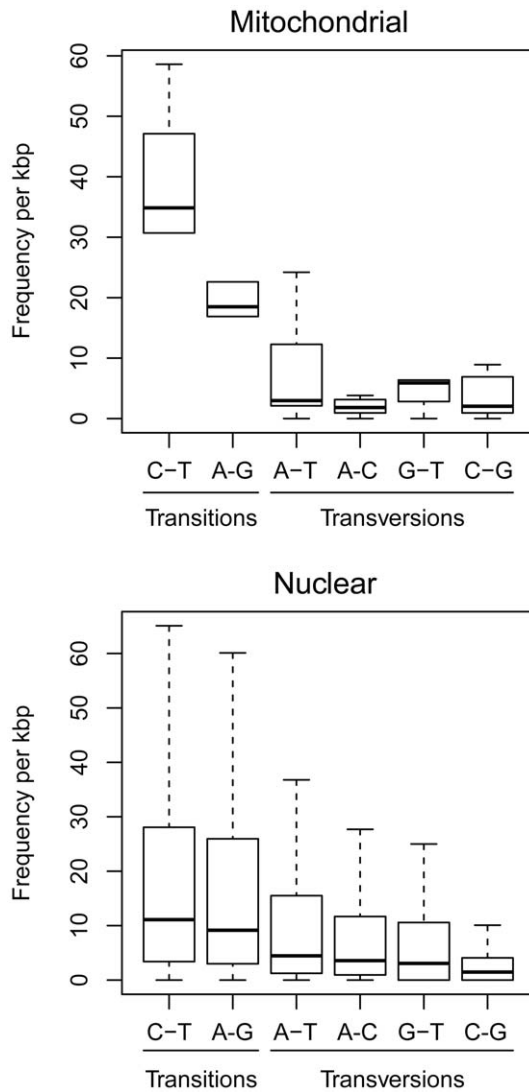 Mitochondrial
Frequency per kbp
60
50
40
30
20
10
0
C−T A-G A−T A-C G−T C−G
Transitions Transversions
Nuclear
Frequency per kbp
60
50
40
30
20
10
0
C−T A-G A−T A-C G−T C-G
Transitions Transversions